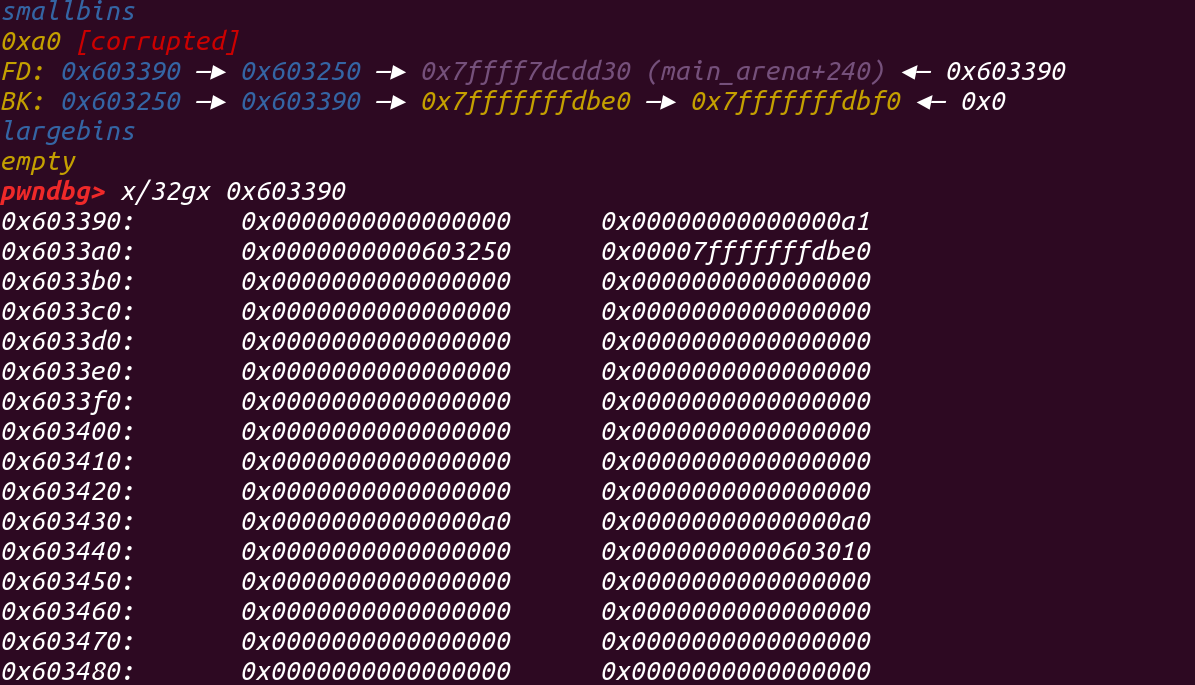 smallbins
0xa0 [corrupted]
FD: 0x603390 —▸ 0x603250 —▸ 0x7ffff7dcdd30 (main_arena+240) ◂— 0x603390
BK: 0x603250 —▸ 0x603390 —▸ 0x7fffffffdbe0 —▸ 0x7fffffffdbf0 ◂— 0x0
largebins
empty
pwndbg> x/32gx 0x603390
0x603390: 0x0000000000000000 0x00000000000000a1
0x6033a0: 0x0000000000603250 0x00007fffffffdbe0
0x6033b0: 0x0000000000000000 0x0000000000000000
0x6033c0: 0x0000000000000000 0x0000000000000000
0x6033d0: 0x0000000000000000 0x0000000000000000
0x6033e0: 0x0000000000000000 0x0000000000000000
0x6033f0: 0x0000000000000000 0x0000000000000000
0x603400: 0x0000000000000000 0x0000000000000000
0x603410: 0x0000000000000000 0x0000000000000000
0x603420: 0x0000000000000000 0x0000000000000000
0x603430: 0x00000000000000a0 0x00000000000000a0
0x603440: 0x0000000000000000 0x0000000000603010
0x603450: 0x0000000000000000 0x0000000000000000
0x603460: 0x0000000000000000 0x0000000000000000
0x603470: 0x0000000000000000 0x0000000000000000
0x603480: 0x0000000000000000 0x0000000000000000